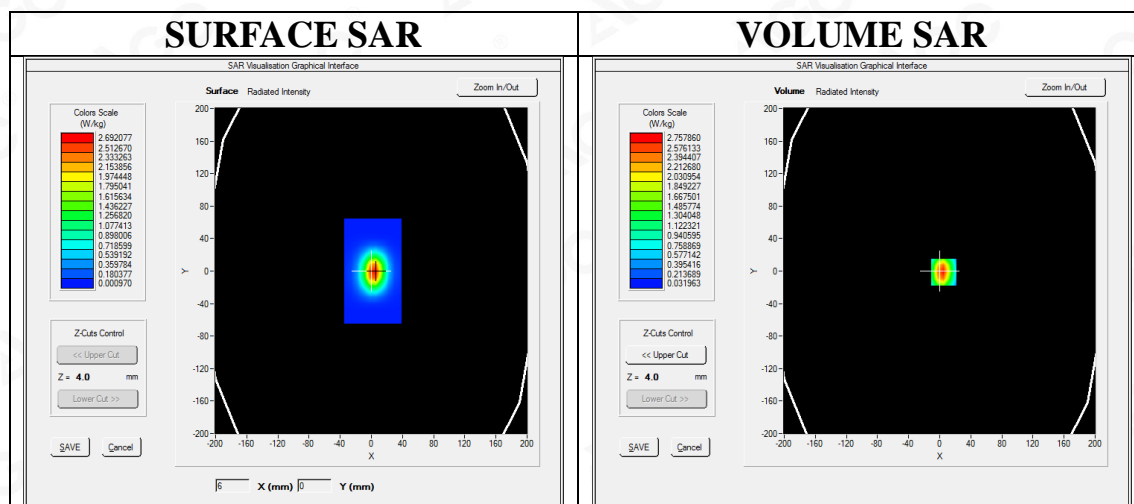 SURFACE SAR
SAR Visualisation Graphical Interface
Surface Radiated Intensity
Zoom In/Out
Colors Scale
(W/kg)
2.692077
2.512670
2.333263
2.153856
1.974448
1.795041
1.615634
1.436227
1.256820
1.077413
0.898006
0.718599
0.539192
0.359784
0.180377
0.000970
Z-Cuts Control
<< Upper Cut
Z = 4.0 mm
Lower Cut >>
SAVE Cancel
200
160
120
80
40
0
-40
-80
-120
-160
-200
Y
-200 -160 -120 -80 -40 0 40 80 120 160 200
X
6 X (mm) 0 Y (mm)
VOLUME SAR
SAR Visualisation Graphical Interface
Volume Radiated Intensity
Zoom In/Out
Colors Scale
(W/kg)
2.757860
2.576133
2.394407
2.212680
2.030954
1.849227
1.667501
1.485774
1.304048
1.122321
0.940595
0.758869
0.577142
0.395416
0.213689
0.031963
Z-Cuts Control
<< Upper Cut
Z = 4.0 mm
Lower Cut >>
SAVE Cancel
200
160
120
80
40
0
-40
-80
-120
-160
-200
Y
-200 -160 -120 -80 -40 0 40 80 120 160 200
X